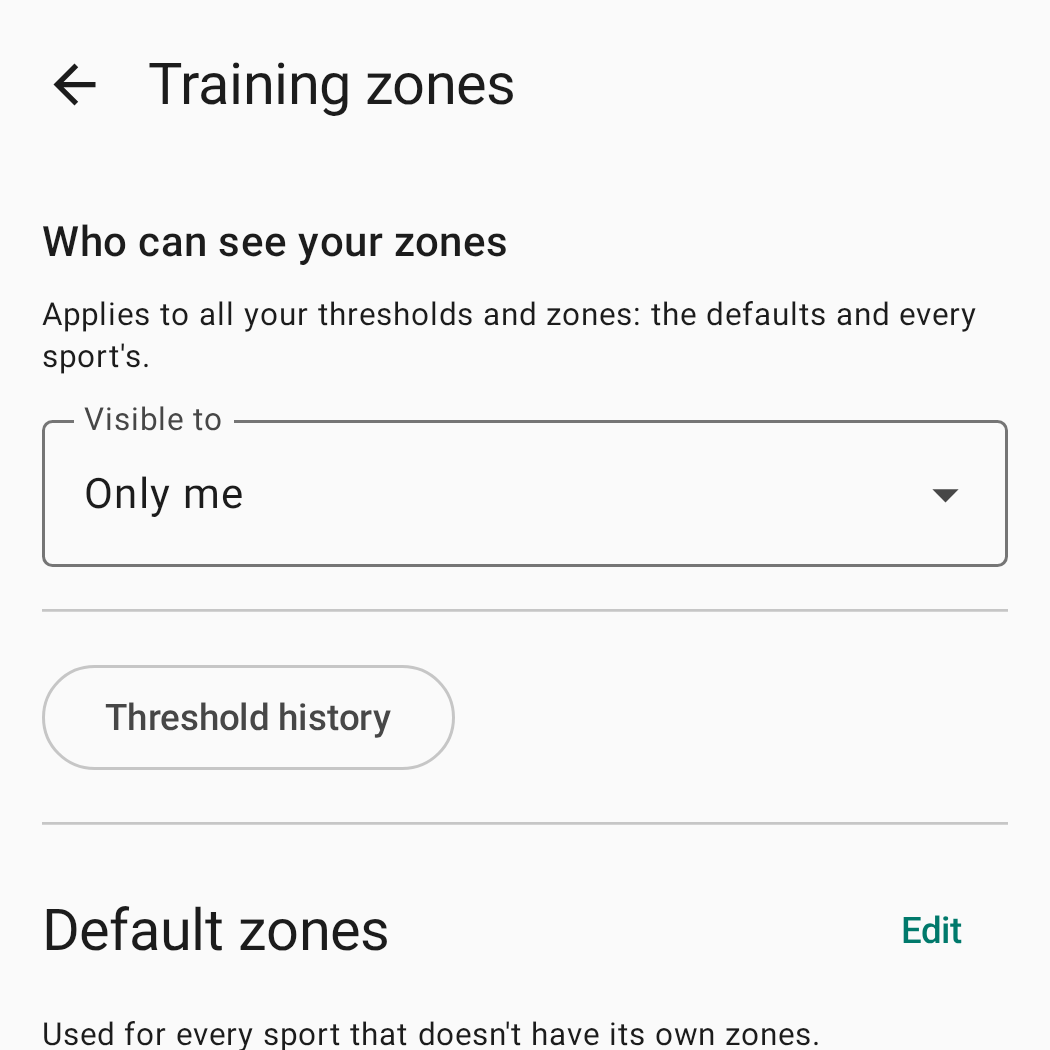 Training zones
Who can see your zones
Applies to all your thresholds and zones: the defaults and every
sport's.
Visible to
Only me
Threshold history
Default zones
Edit
Used for every sport that doesn't have its own zones.